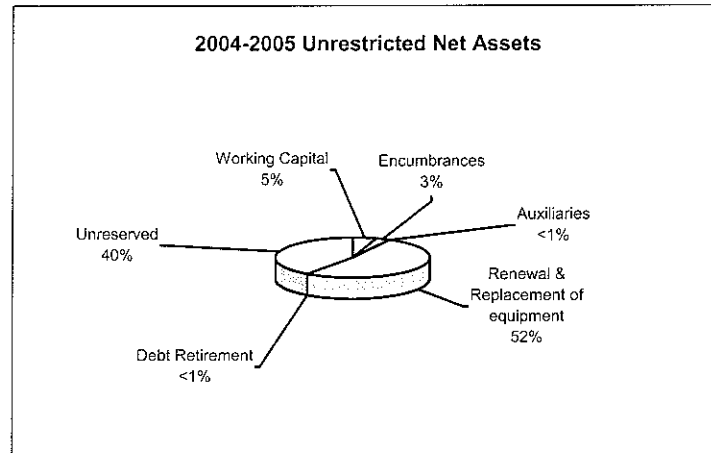 2004-2005 Unrestricted Net Assets
Working Capital
5%
Encumbrances
3%
Auxiliaries
<1%
Unreserved
40%
Renewal &
Replacement of
equipment
52%
Debt Retirement
<1%